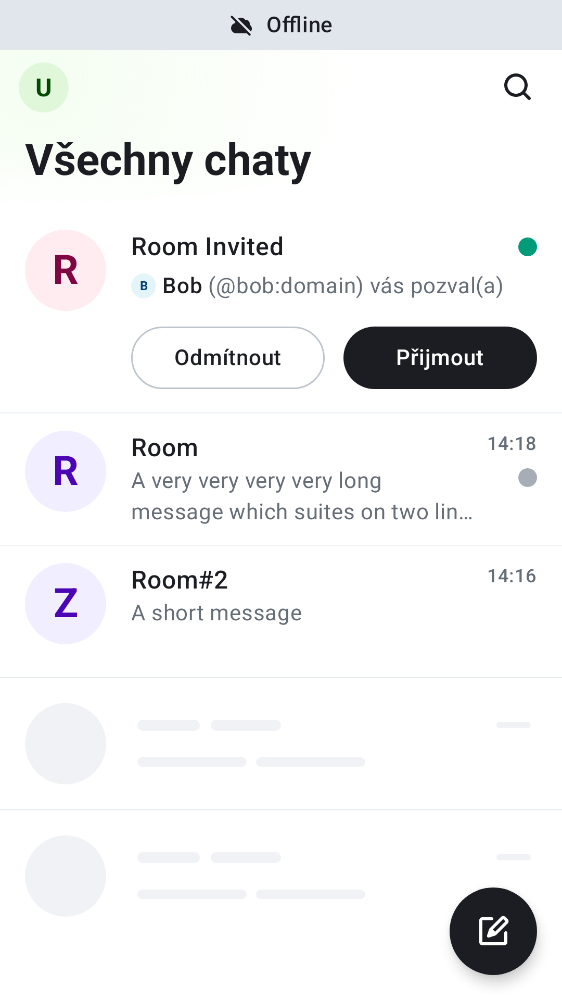 Offline
U
Všechny chaty
R
Room Invited
B Bob (@bob:domain) vás pozval(a)
Odmítnout
Přijmout
R
Room
14:18
A very very very very long
message which suites on two lin…
Z
Room#2
14:16
A short message